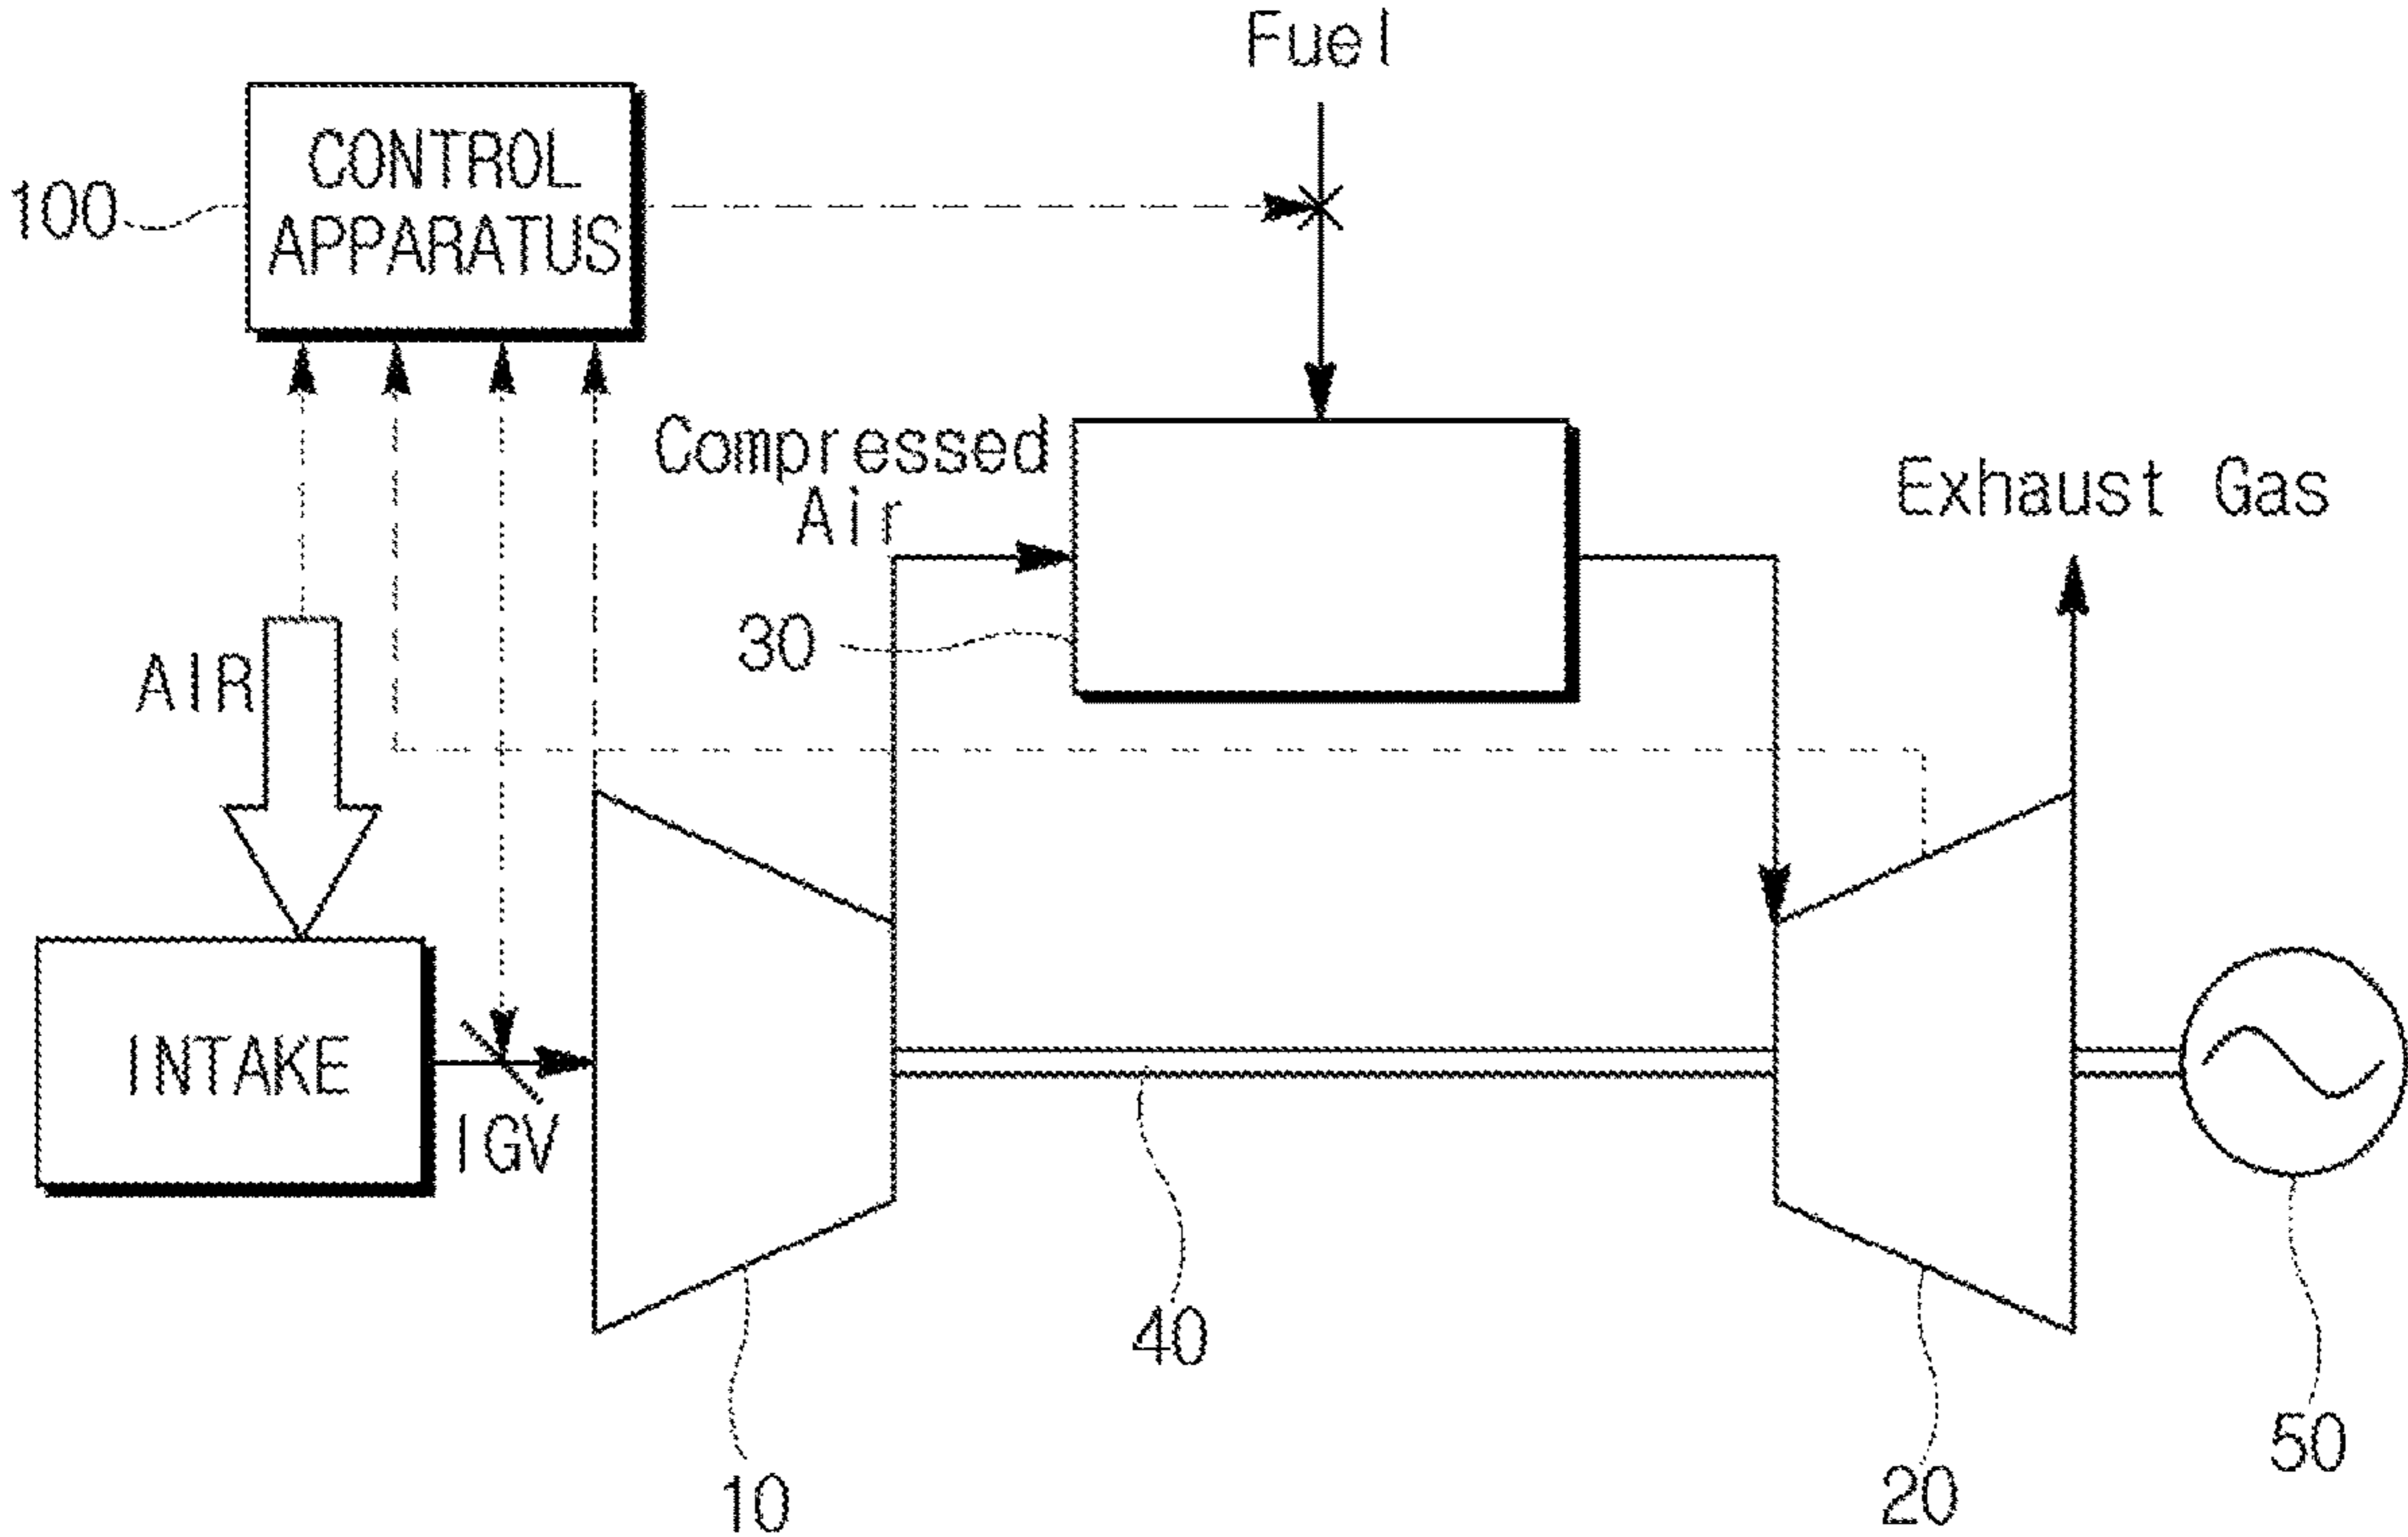 Fuel
CONTROL
APPARATUS
100
Compressed
Air
Exhaust Gas
30
AIR
INTAKE
IGV
40
10
20
50